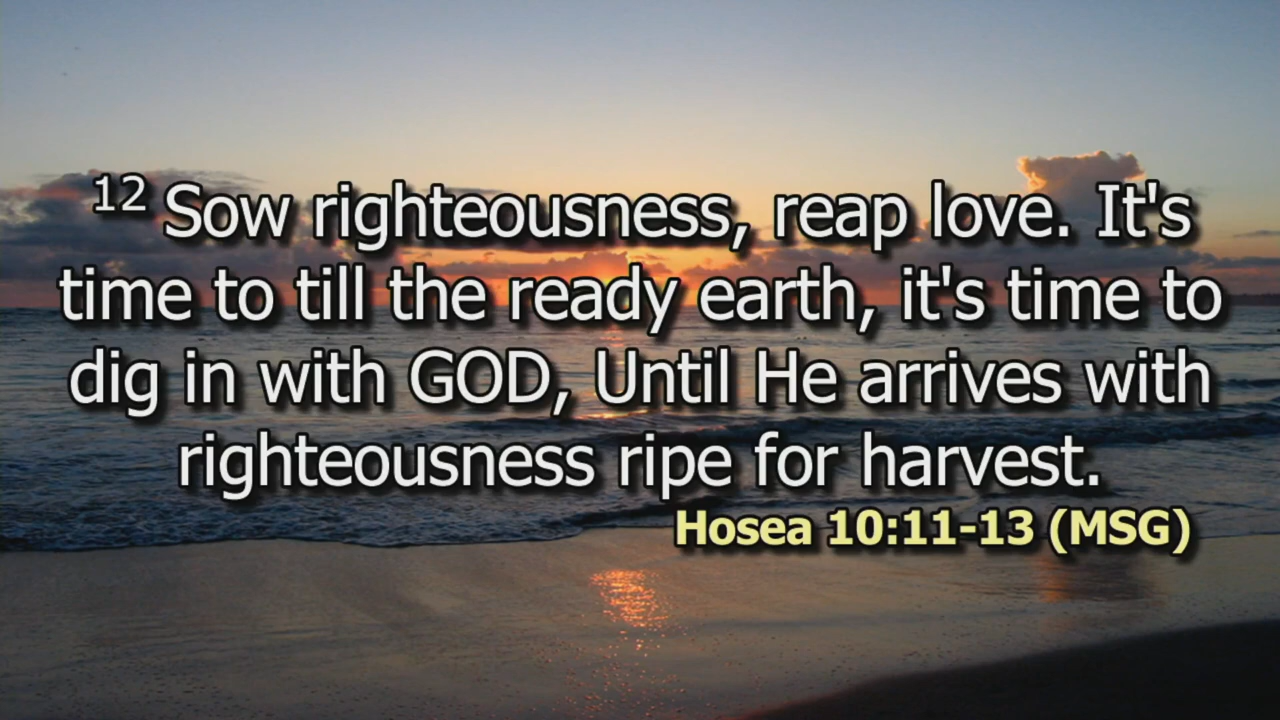 12 Sow righteousness, reap love. It's
time to till the ready earth, it's time to
dig in with GOD, Until He arrives with
righteousness ripe for harvest.
Hosea 10:11-13 (MSG)